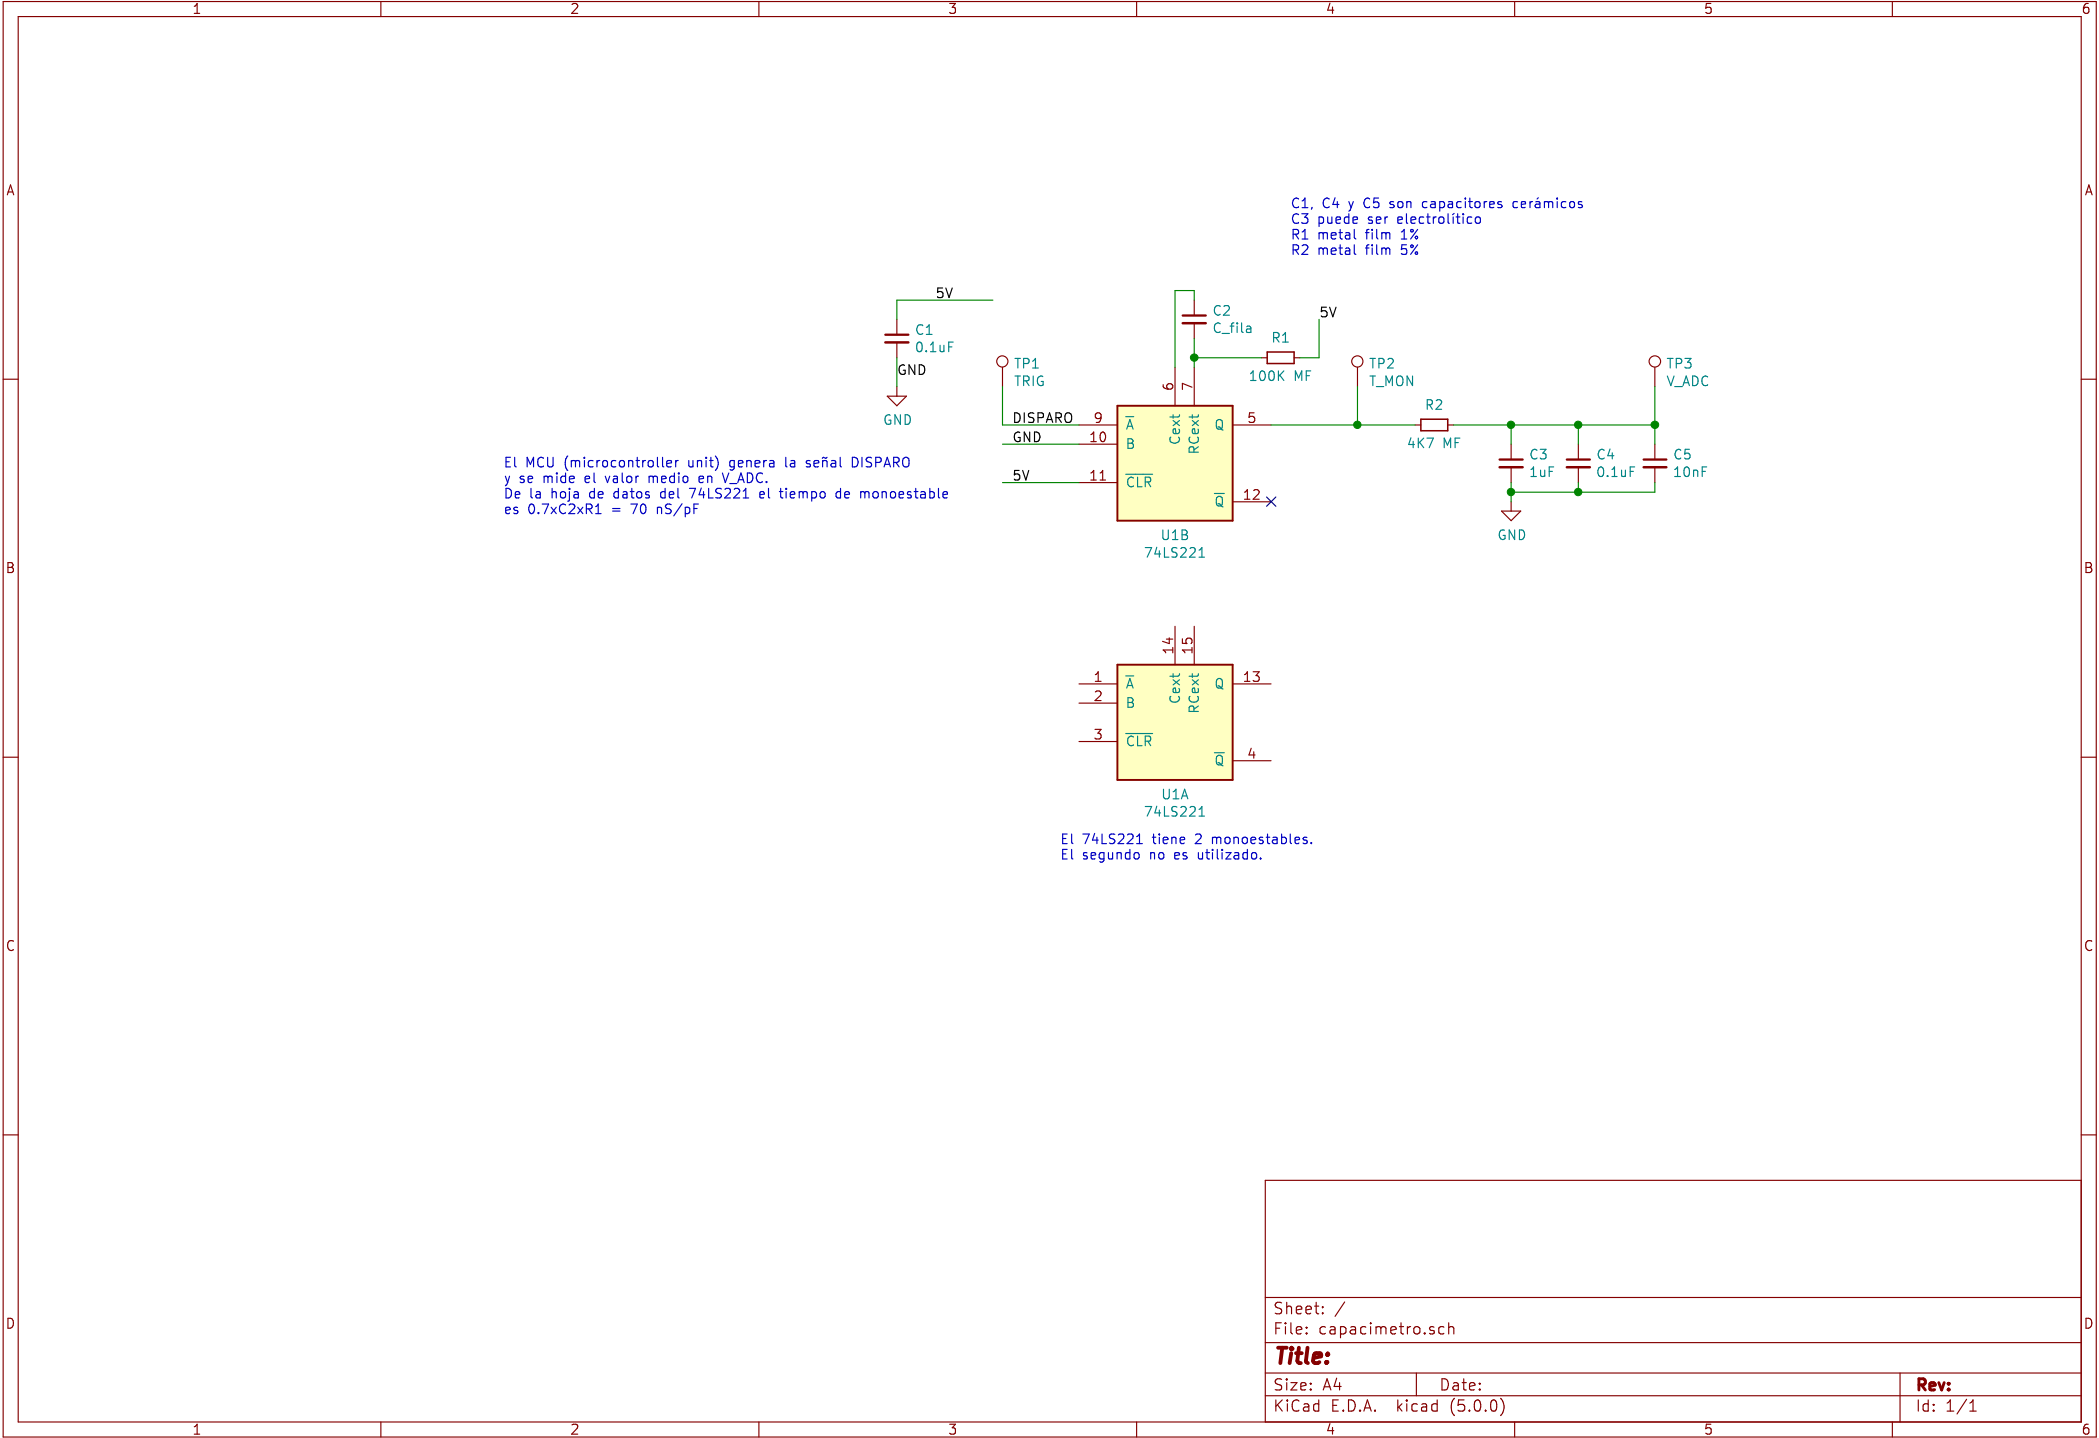 1 2 3 4 5 6
A A
C1, C4 y C5 son capacitores cerámicos
C3 puede ser electrolítico
R1 metal film 1%
R2 metal film 5%
5V
C1
0.1uF
GND
GND
C2
C_fila
5V
R1
100K MF
TP1
TRIG
TP2
T_MON
TP3
V_ADC
6 7
DISPARO 9 A
GND 10 B
5V 11 CLR
Cext
RCext
Q 5
Q 12
R2
4K7 MF
C3
1uF
C4
0.1uF
C5
10nF
GND
U1B
74LS221
El MCU (microcontroller unit) genera la señal DISPARO
y se mide el valor medio en V_ADC.
De la hoja de datos del 74LS221 el tiempo de monoestable
es 0.7xC2xR1 = 70 nS/pF
B B
14 15
1 A
2 B
3 CLR
Cext
RCext
Q 13
Q 4
U1A
74LS221
El 74LS221 tiene 2 monoestables.
El segundo no es utilizado.
C C
D D
Sheet: /
File: capacimetro.sch
Title:
Size: A4 Date: Rev:
KiCad E.D.A. kicad (5.0.0) Id: 1/1
1 2 3 4 5 6